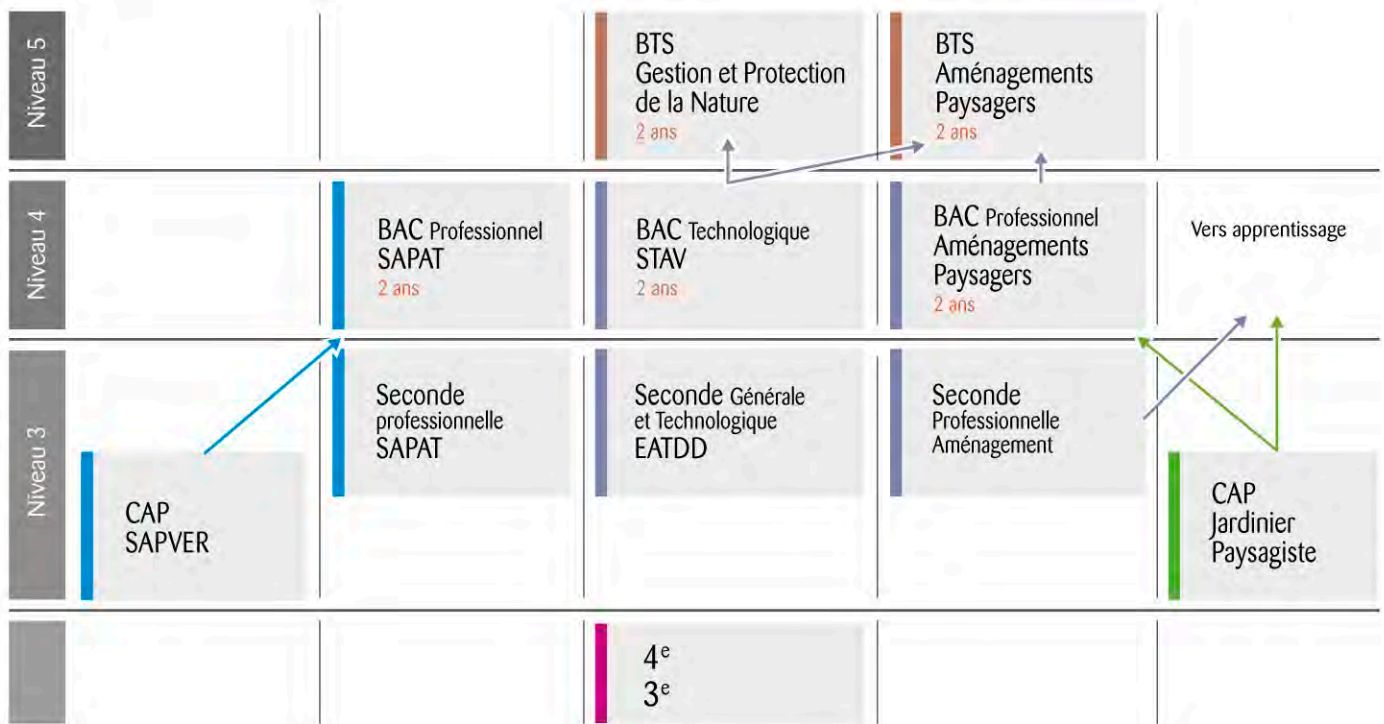 Niveau 5
BTS
Gestion et Protection
de la Nature
2 ans
BTS
Aménagements
Paysagers
2 ans
Niveau 4
BAC Professionnel
SAPAT
2 ans
BAC Technologique
STAV
2 ans
BAC Professionnel
Aménagements
Paysagers
2 ans
Vers apprentissage
Niveau 3
CAP
SAPVER
Seconde
professionnelle
SAPAT
Seconde Générale
et Technologique
EATDD
Seconde
Professionnelle
Aménagement
CAP
Jardinier
Paysagiste
4e
3e